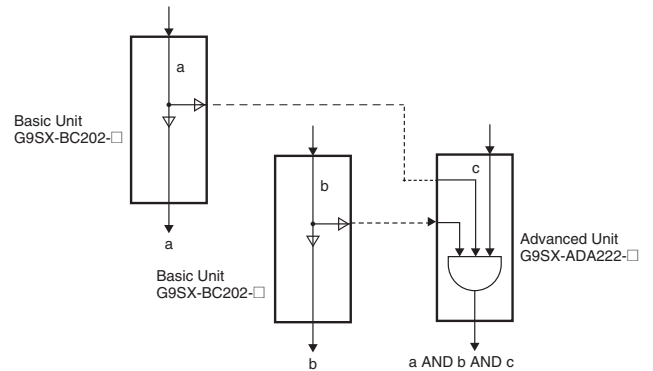 a
Basic Unit
G9SX-BC202-□
a
b
Basic Unit
G9SX-BC202-□
b
c
Advanced Unit
G9SX-ADA222-□
a AND b AND c